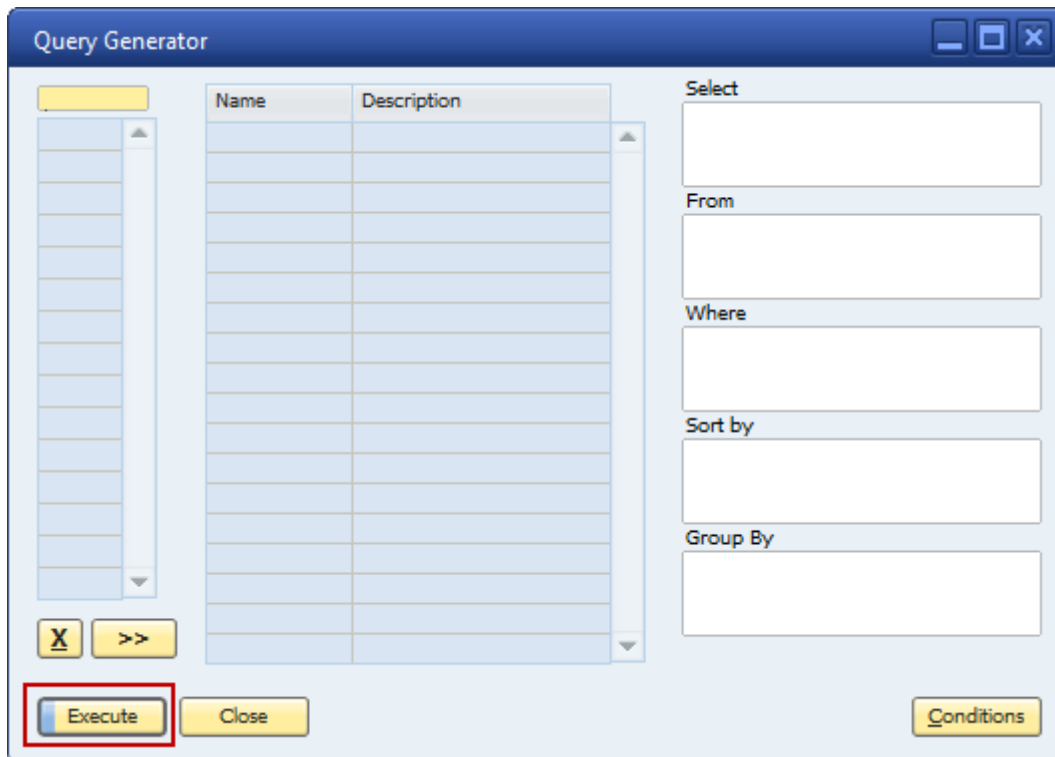 Query Generator
Name Description
Select
From
Where
Sort by
Group By
X >>
Execute Close Conditions